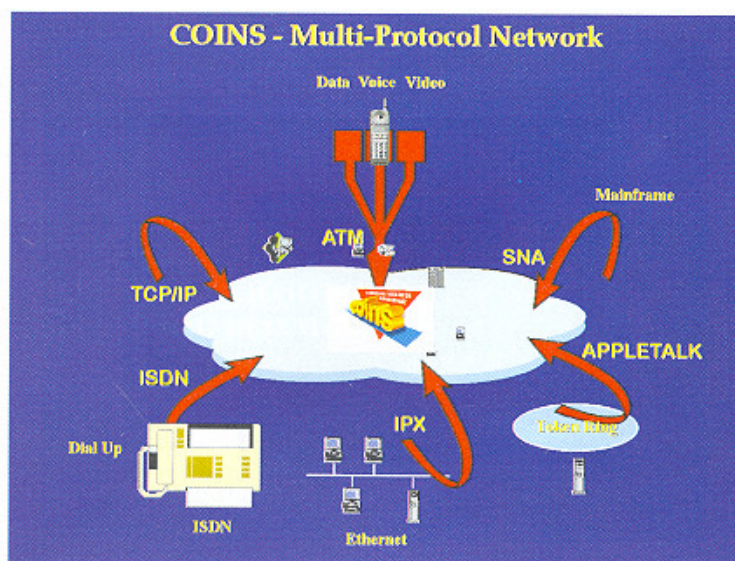 COINS - Multi-Protocol Network
Data Voice Video
Mainframe
ATM
SNA
TCP/IP
COINS
APPLETALK
ISDN
IPX
Token Ring
Dial Up
ISDN
Ethernet